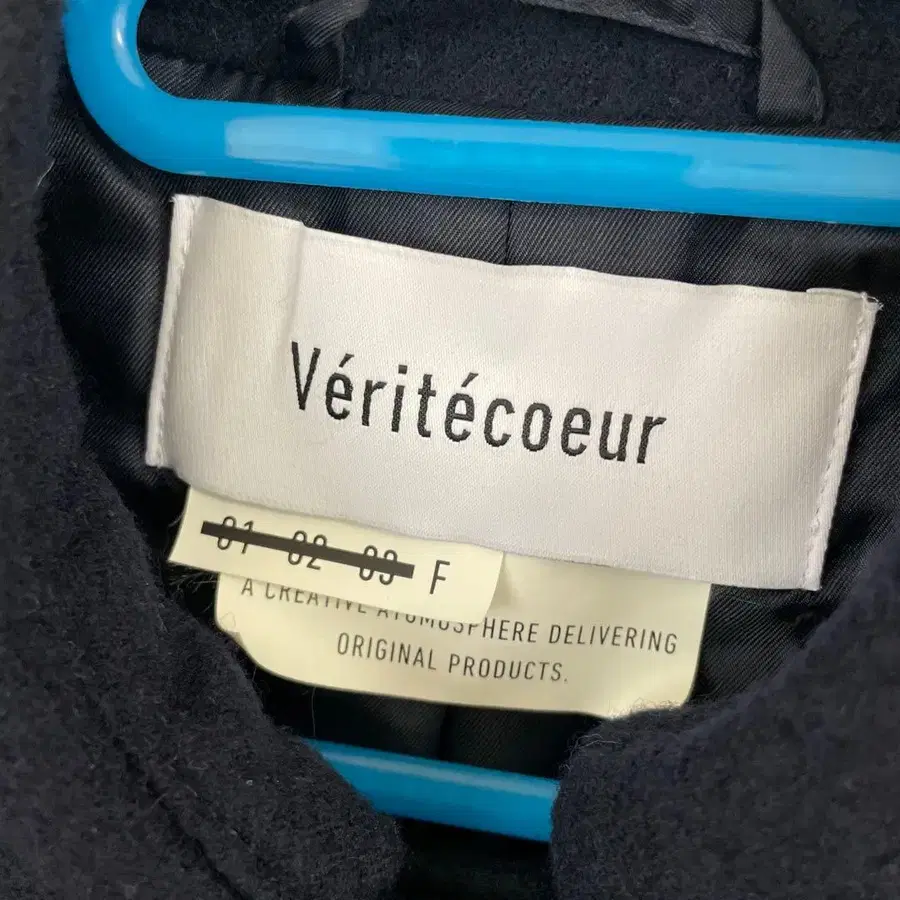 Véritécoeur
01 02 03 F
A CREATIVE ATOMOSPHERE DELIVERING
ORIGINAL PRODUCTS.